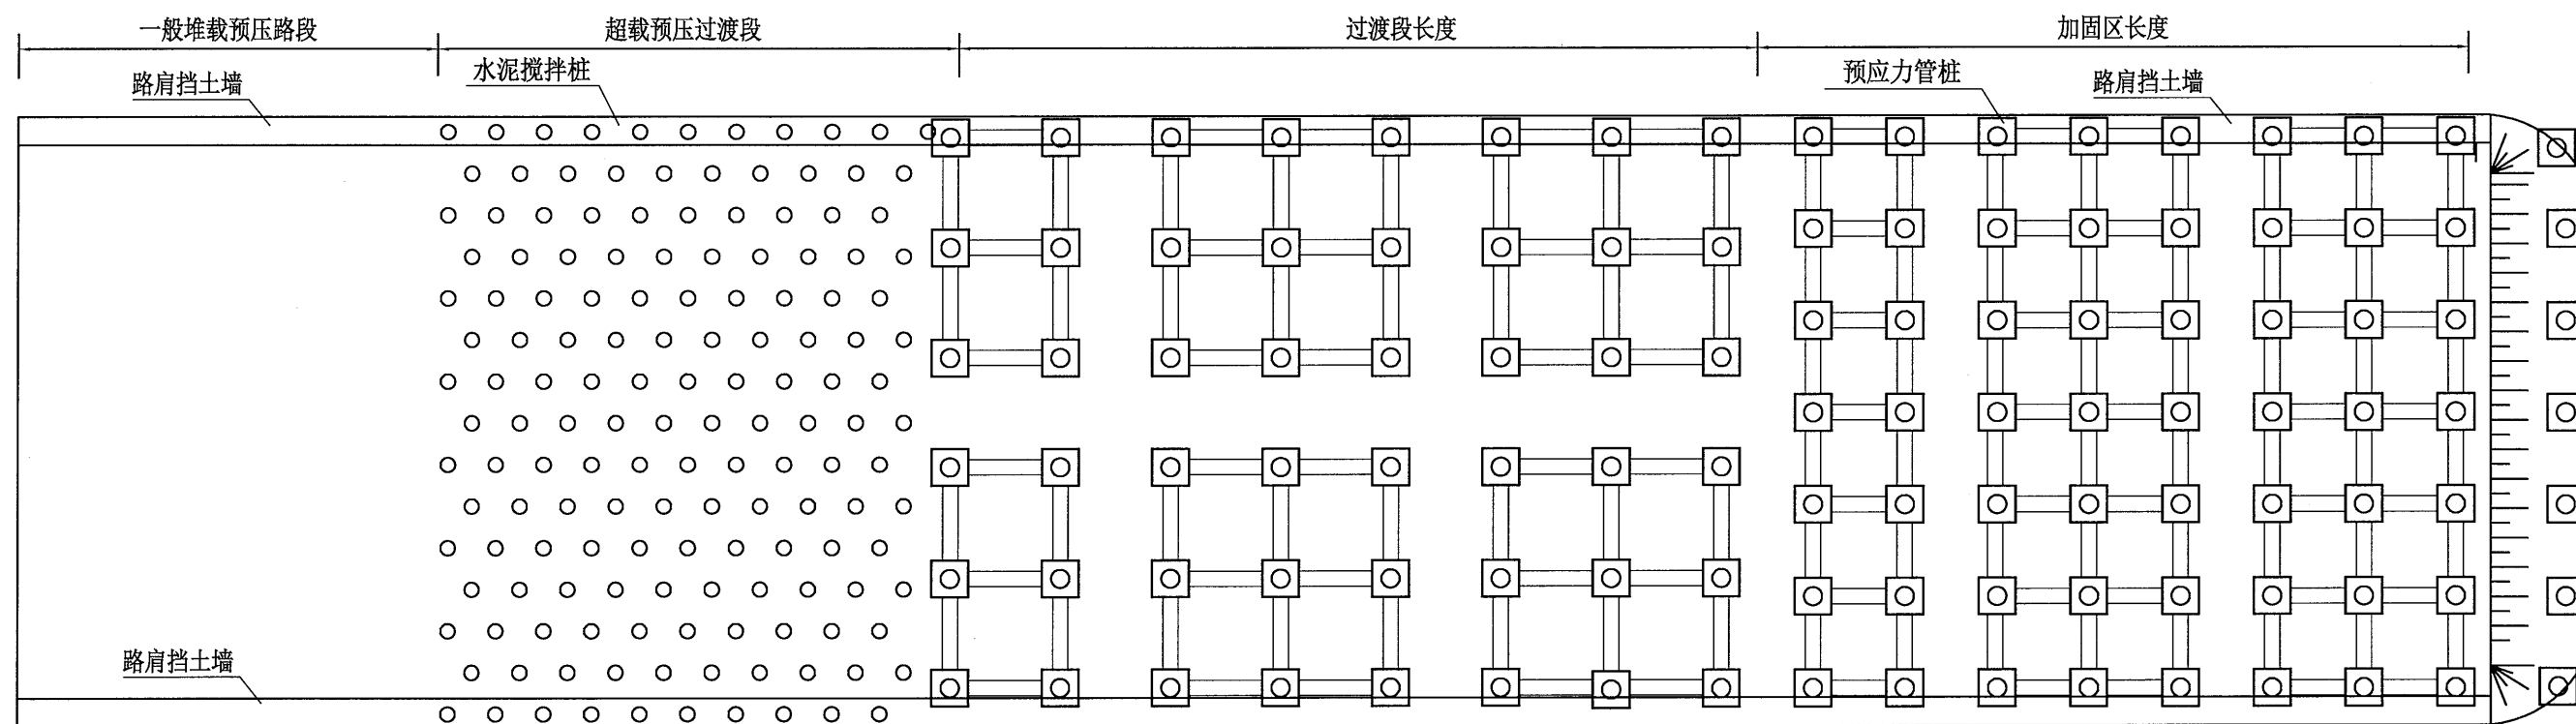 一般堆载预压路段
超载预压过渡段
过渡段长度
加固区长度
路肩挡土墙
水泥搅拌桩
预应力管桩
路肩挡土墙
路肩挡土墙